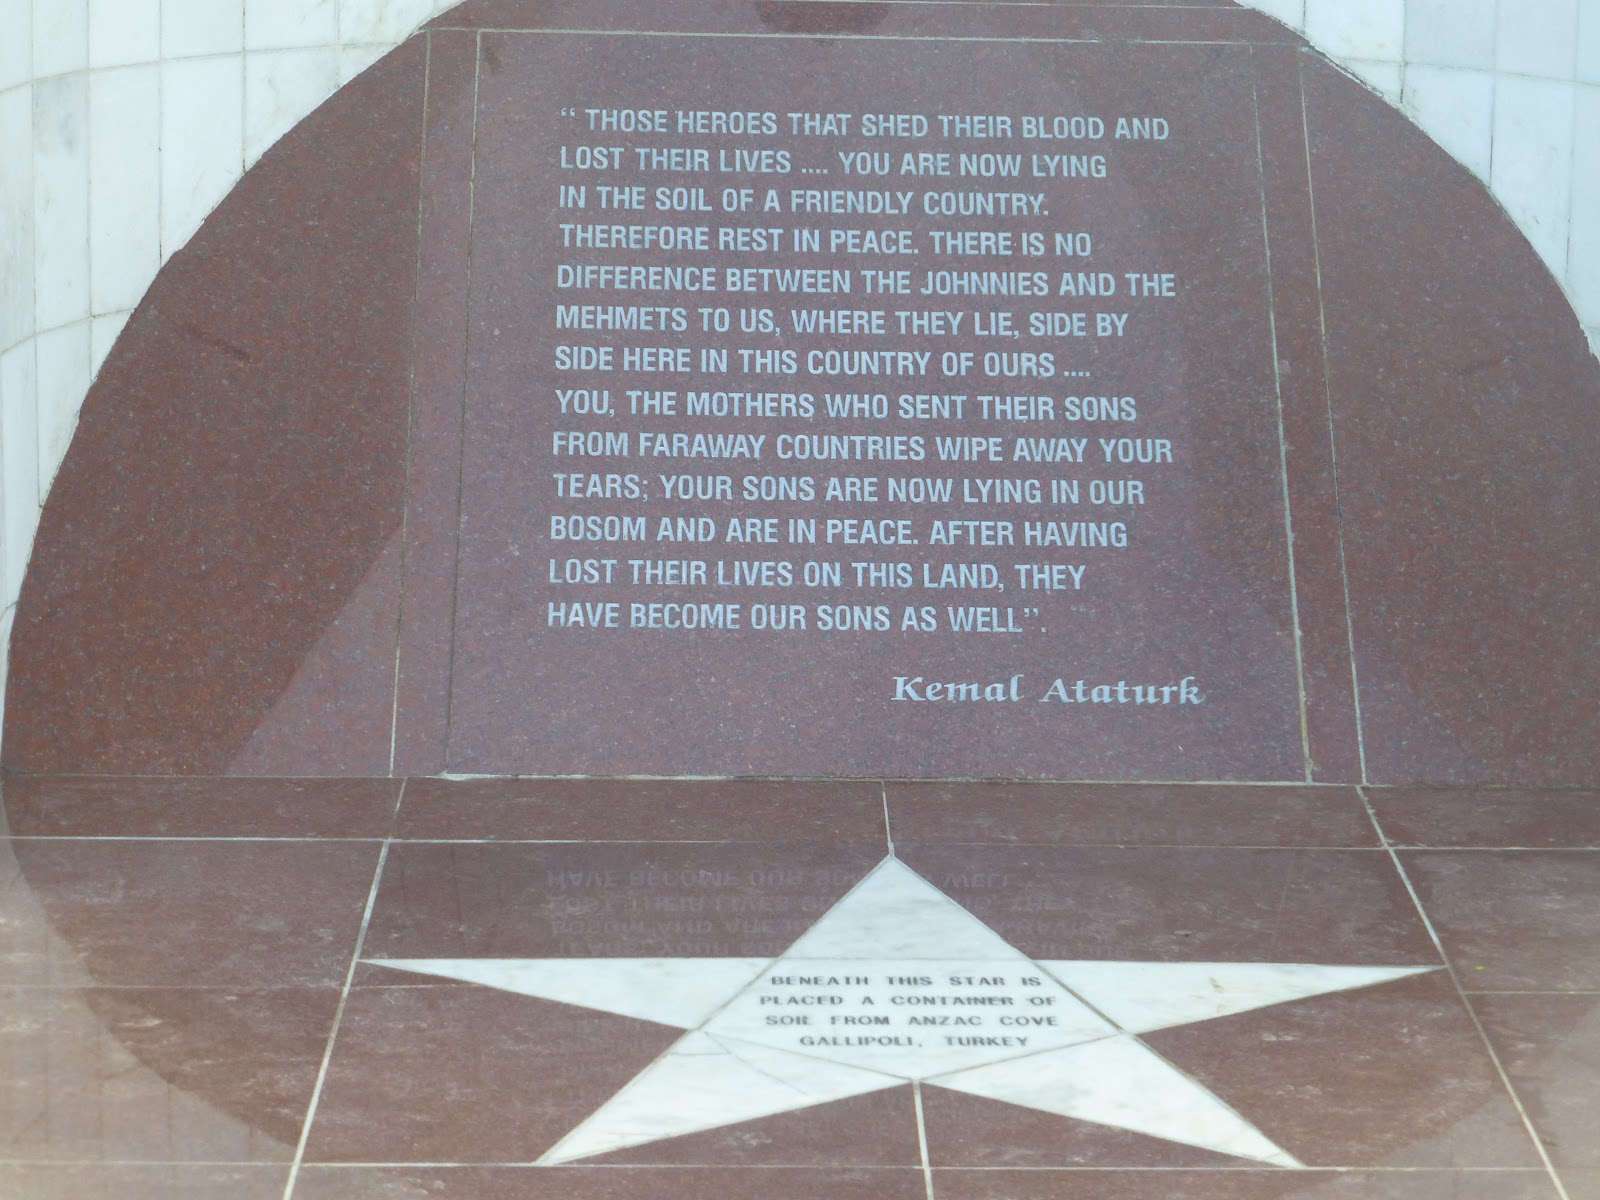 “ THOSE HEROES THAT SHED THEIR BLOOD AND
LOST THEIR LIVES .... YOU ARE NOW LYING
IN THE SOIL OF A FRIENDLY COUNTRY.
THEREFORE REST IN PEACE. THERE IS NO
DIFFERENCE BETWEEN THE JOHNNIES AND THE
MEHMETS TO US, WHERE THEY LIE, SIDE BY
SIDE HERE IN THIS COUNTRY OF OURS ....
YOU, THE MOTHERS WHO SENT THEIR SONS
FROM FARAWAY COUNTRIES WIPE AWAY YOUR
TEARS; YOUR SONS ARE NOW LYING IN OUR
BOSOM AND ARE IN PEACE. AFTER HAVING
LOST THEIR LIVES ON THIS LAND, THEY
HAVE BECOME OUR SONS AS WELL”.
Kemal Ataturk
BENEATH THIS STAR IS
PLACED A CONTAINER OF
SOIL FROM ANZAC COVE
GALLIPOLI, TURKEY